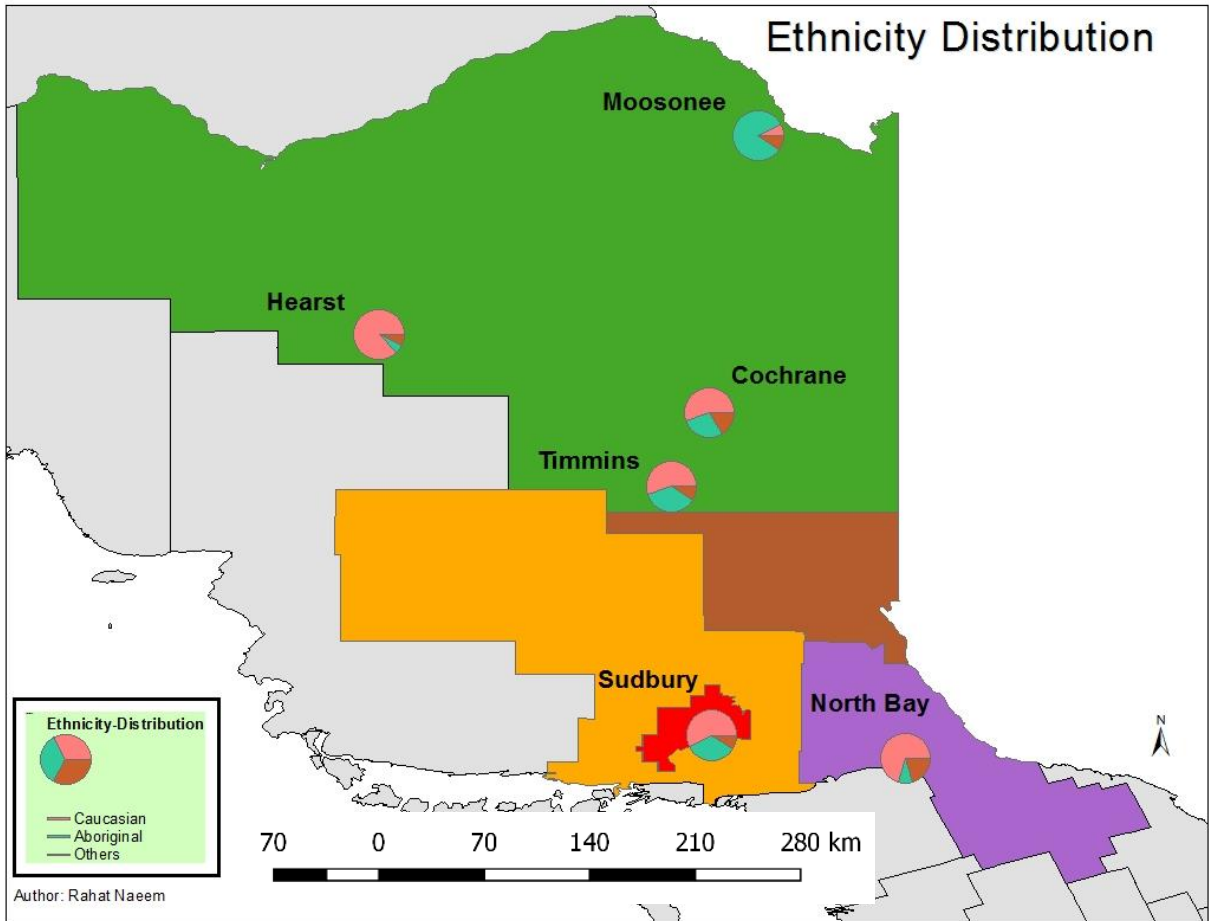 Ethnicity Distribution
Moosonee
Hearst
Cochrane
Timmins
Sudbury
North Bay
N
Ethnicity-Distribution
Caucasian
Aboriginal
Others
70 0 70 140 210 280 km
Author: Rahat Naeem